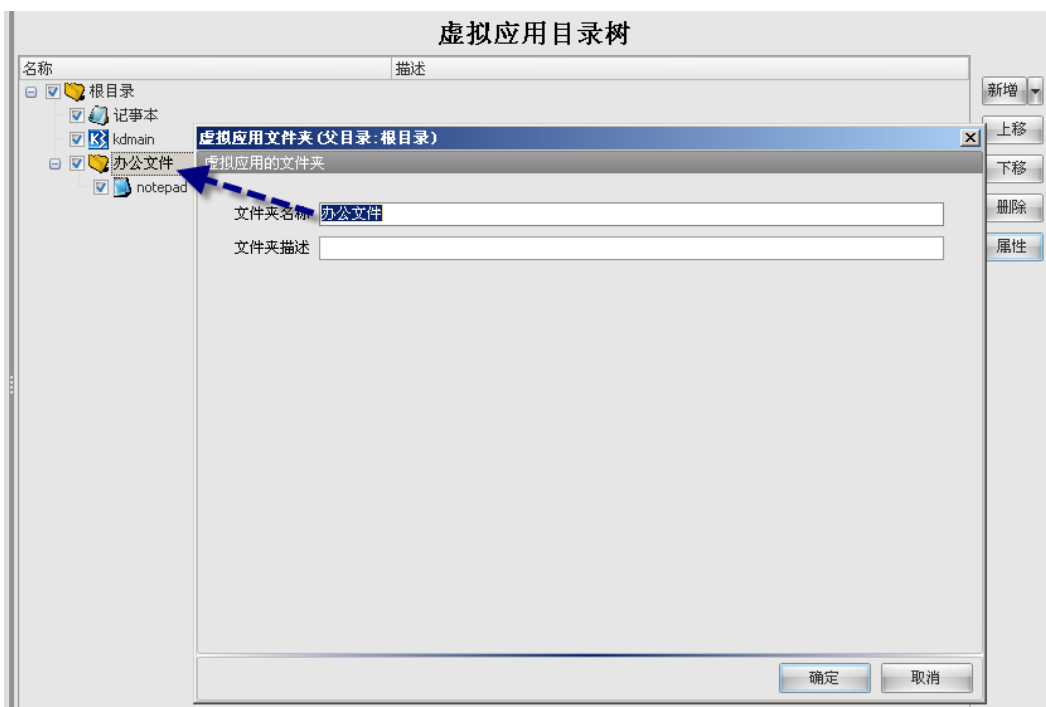 虚拟应用目录树
名称 描述
根目录
记事本
kdmain
办公文件
notepad
新增
上移
下移
删除
属性
虚拟应用文件夹(父目录:根目录)
虚拟应用的文件夹
文件夹名称 办公文件
文件夹描述
确定 取消